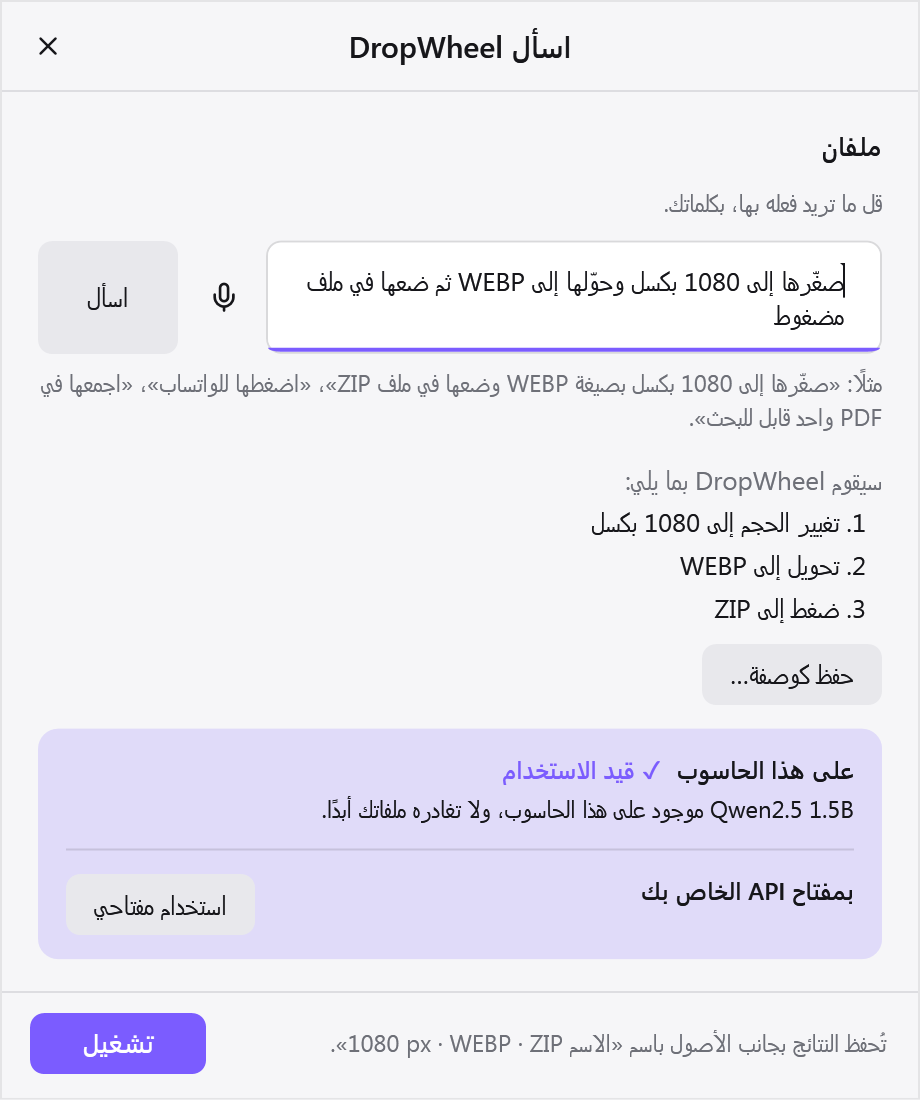 اسأل DropWheel
ملفان
قل ما تريد فعله بها، بكلماتك.
صغّرها إلى 1080 بكسل وحوّلها إلى WEBP ثم ضعها في ملف
مضغوط
اسأل
مثلًا: «صغّرها إلى 1080 بكسل بصيغة WEBP وضعها في ملف ZIP»، «اضغطها للواتساب»، «اجمعها في
PDF واحد قابل للبحث».
سيقوم DropWheel بما يلي:
1. تغيير الحجم إلى 1080 بكسل
2. تحويل إلى WEBP
3. ضغط إلى ZIP
حفظ كوصفة...
على هذا الحاسوب ✓ قيد الاستخدام
Qwen2.5 1.5B موجود على هذا الحاسوب، ولا تغادره ملفاتك أبدًا.
بمفتاح API الخاص بك
استخدام مفتاحي
تُحفظ النتائج بجانب الأصول باسم «الاسم 1080 px · WEBP · ZIP».
تشغيل